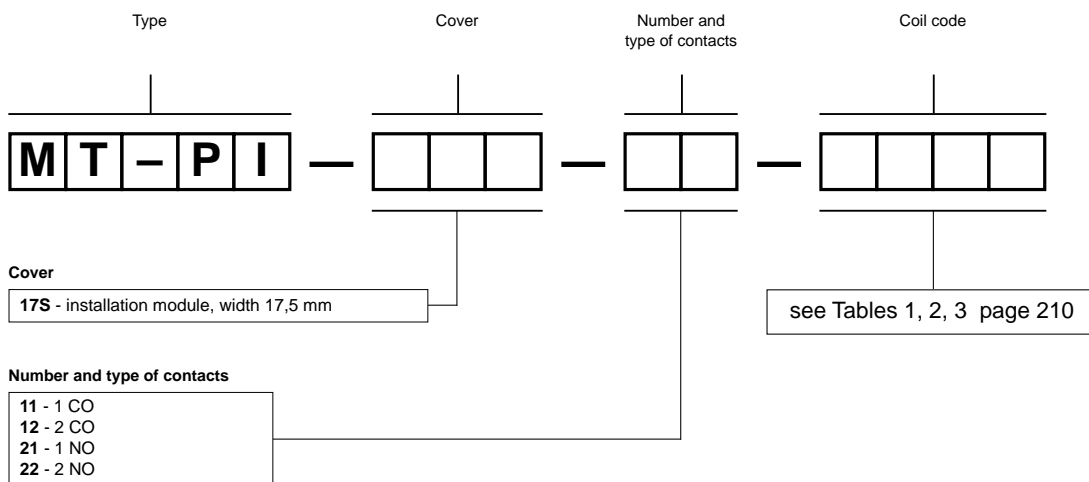 Type
Cover
Number and
type of contacts
Coil code
MT–PI — —  —
Cover
17S - installation module, width 17,5 mm
see Tables 1, 2, 3 page 210
Number and type of contacts
11 - 1 CO
12 - 2 CO
21 - 1 NO
22 - 2 NO